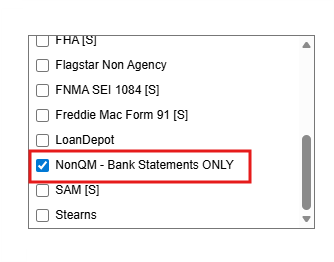 FHA [S]
Flagstar Non Agency
FNMA SEI 1084 [S]
Freddie Mac Form 91 [S]
LoanDepot
NonQM - Bank Statements ONLY
SAM [S]
Stearns